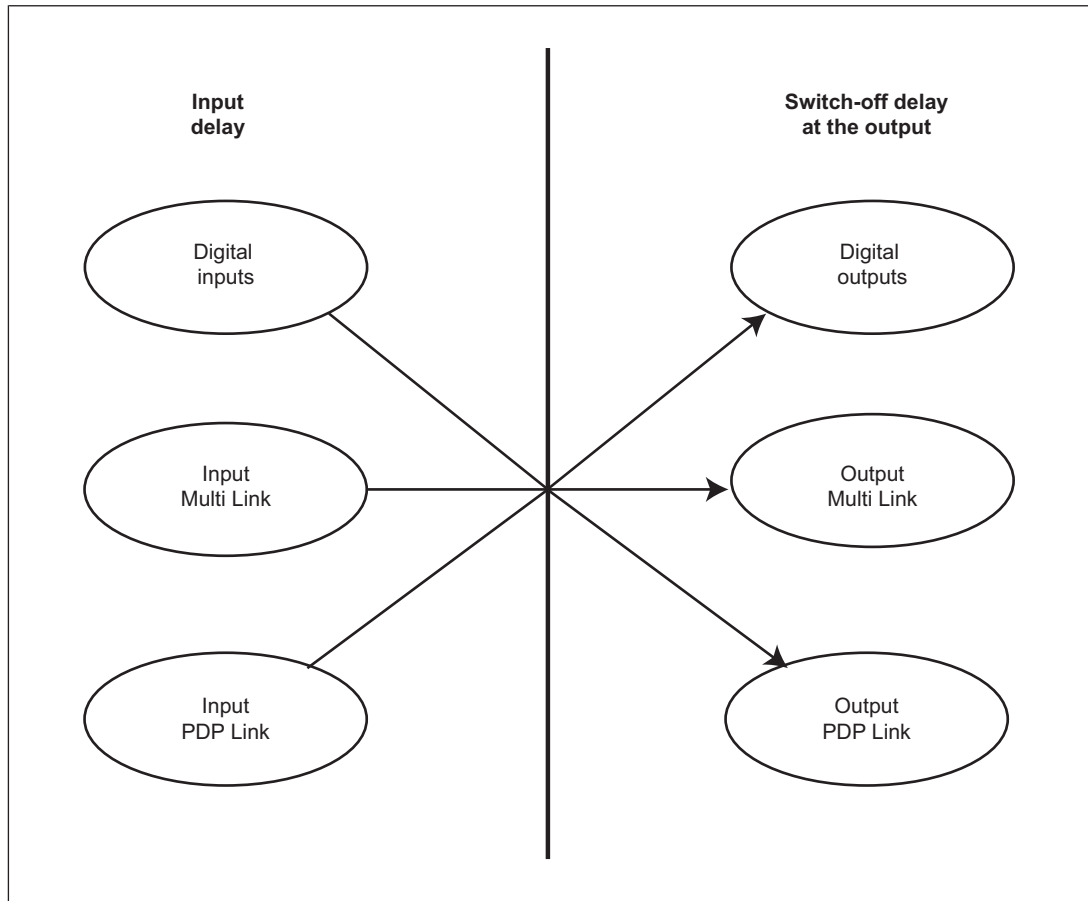 Input
delay
Switch-off delay
at the output
Digital
inputs
Digital
outputs
Input
Multi Link
Output
Multi Link
Input
PDP Link
Output
PDP Link